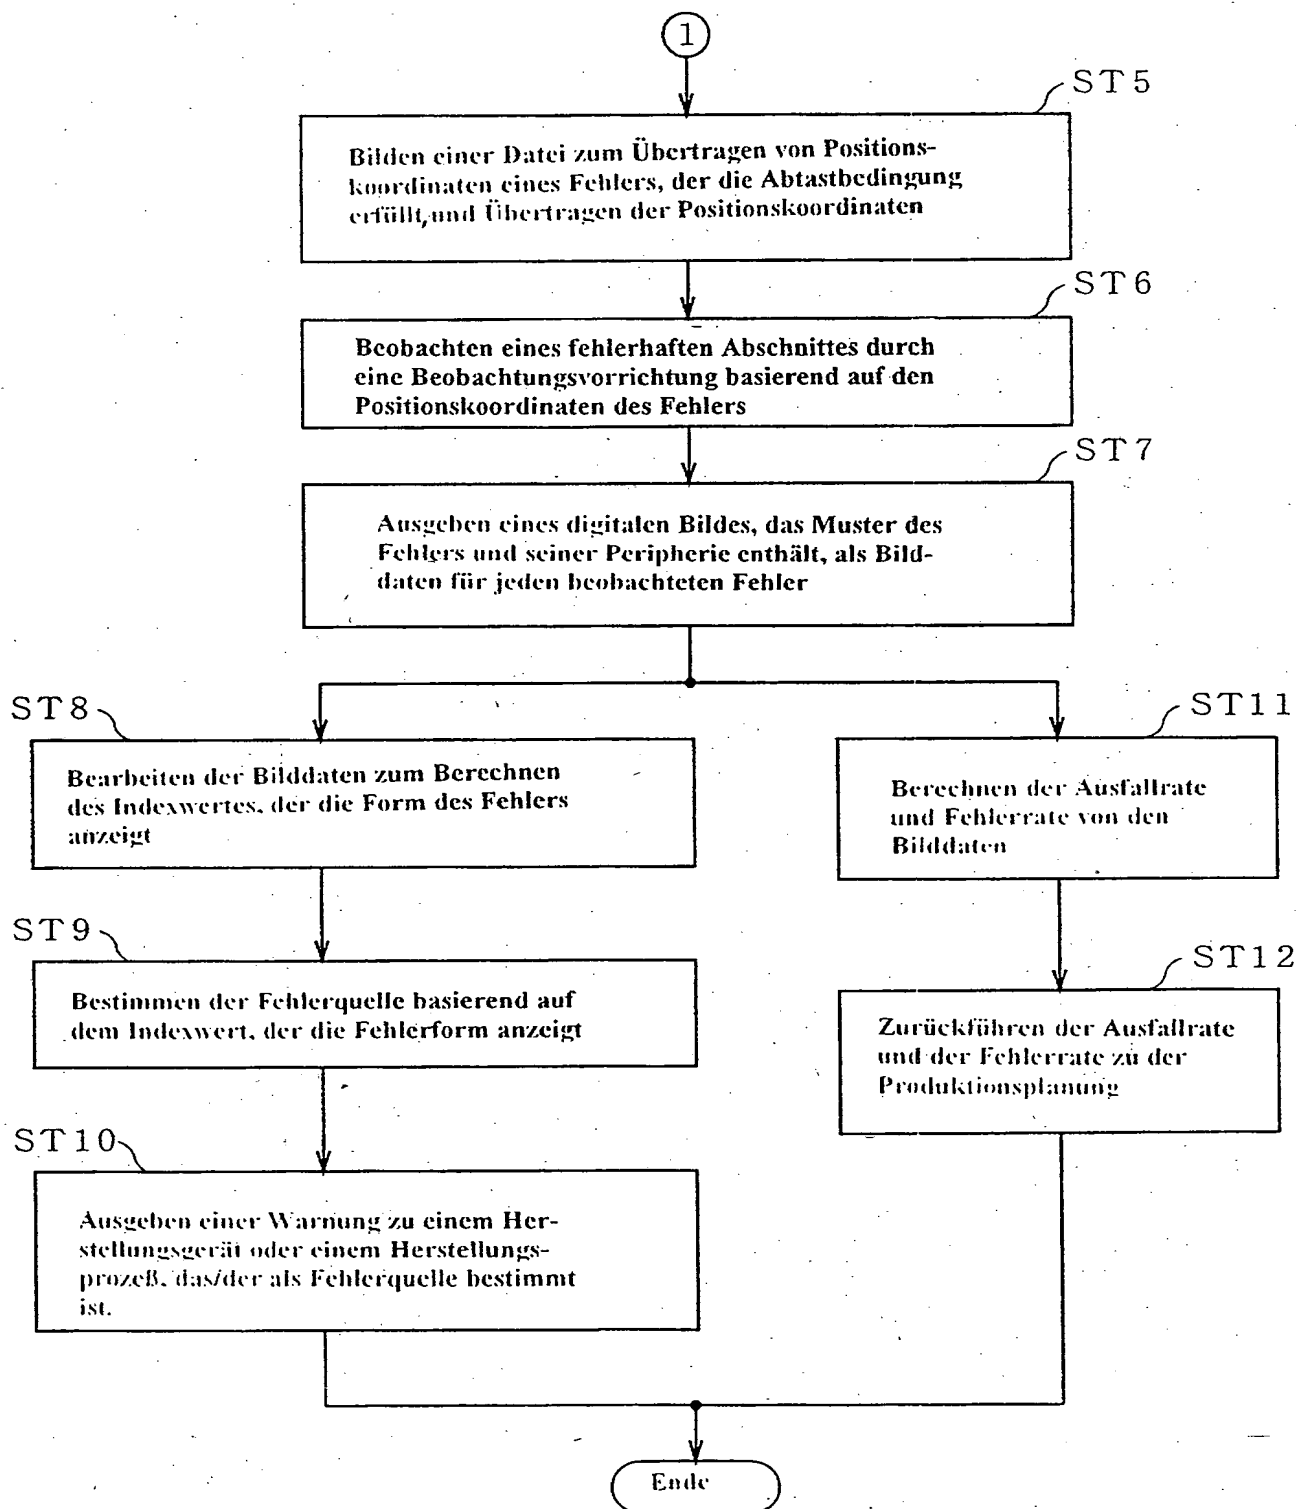 1
ST5
Bilden einer Datei zum Übertragen von Positions-
koordinaten eines Fehlers, der die Abtastbedingung
erfüllt, und Übertragen der Positionskoordinaten
ST6
Beobachten eines fehlerhaften Abschnittes durch
eine Beobachtungsvorrichtung basierend auf den
Positionskoordinaten des Fehlers
ST7
Ausgeben eines digitalen Bildes, das Muster des
Fehlers und seiner Peripherie enthält, als Bild-
daten für jeden beobachteten Fehler
ST8
Bearbeiten der Bilddaten zum Berechnen
des Indexwertes, der die Form des Fehlers
anzeigt
ST9
Bestimmen der Fehlerquelle basierend auf
dem Indexwert, der die Fehlerform anzeigt
ST10
Ausgeben einer Warnung zu einem Her-
stellungsgerät oder einem Herstellungs-
prozeß, das/der als Fehlerquelle bestimmt
ist.
ST11
Berechnen der Ausfallrate
und Fehlerrate von den
Bilddaten
ST12
Zurückführen der Ausfallrate
und der Fehlerrate zu der
Produktionsplanung
Ende